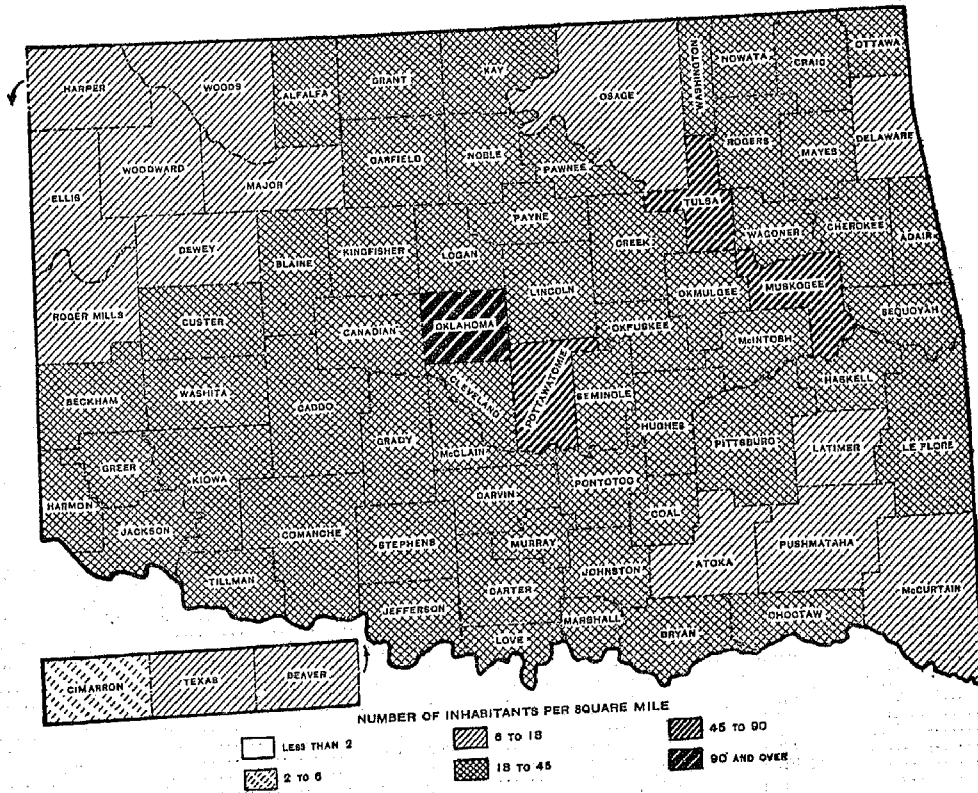 HARPER
WOODS
ALFALFA
GRANT
KAY
OSAGE
WASHINGTON
NOWATA
CRAIG
OTTAWA
ELLIS
WOODWARD
MAJOR
GARFIELD
NOBLE
PAWNEE
ROGERS
MAYES
DELAWARE
TULSA
DEWEY
BLAINE
KINGFISHER
LOGAN
PAYNE
CREEK
WAGONER
CHEROKEE
ADAIR
ROGER MILLS
CUSTER
CANADIAN
OKLAHOMA
LINCOLN
OKFUSKEE
OKMULGEE
MUSKOGEE
McINTOSH
SEQUOYAH
BECKHAM
WASHITA
CADDO
GRADY
CLEVELAND
POTTAWATOMIE
SEMINOLE
HUGHES
PITTSBURG
HASKELL
LATIMER
LE FLORE
GREER
KIOWA
McCLAIN
GARVIN
PONTOTOC
COAL
HARMON
JACKSON
COMANCHE
STEPHENS
MURRAY
JOHNSTON
ATOKA
PUSHMATAHA
McCURTAIN
TILLMAN
JEFFERSON
CARTER
LOVE
MARSHALL
BRYAN
CHOCTAW
CIMARRON
TEXAS
BEAVER
NUMBER OF INHABITANTS PER SQUARE MILE
LESS THAN 2
6 TO 18
45 TO 90
2 TO 6
18 TO 45
90 AND OVER